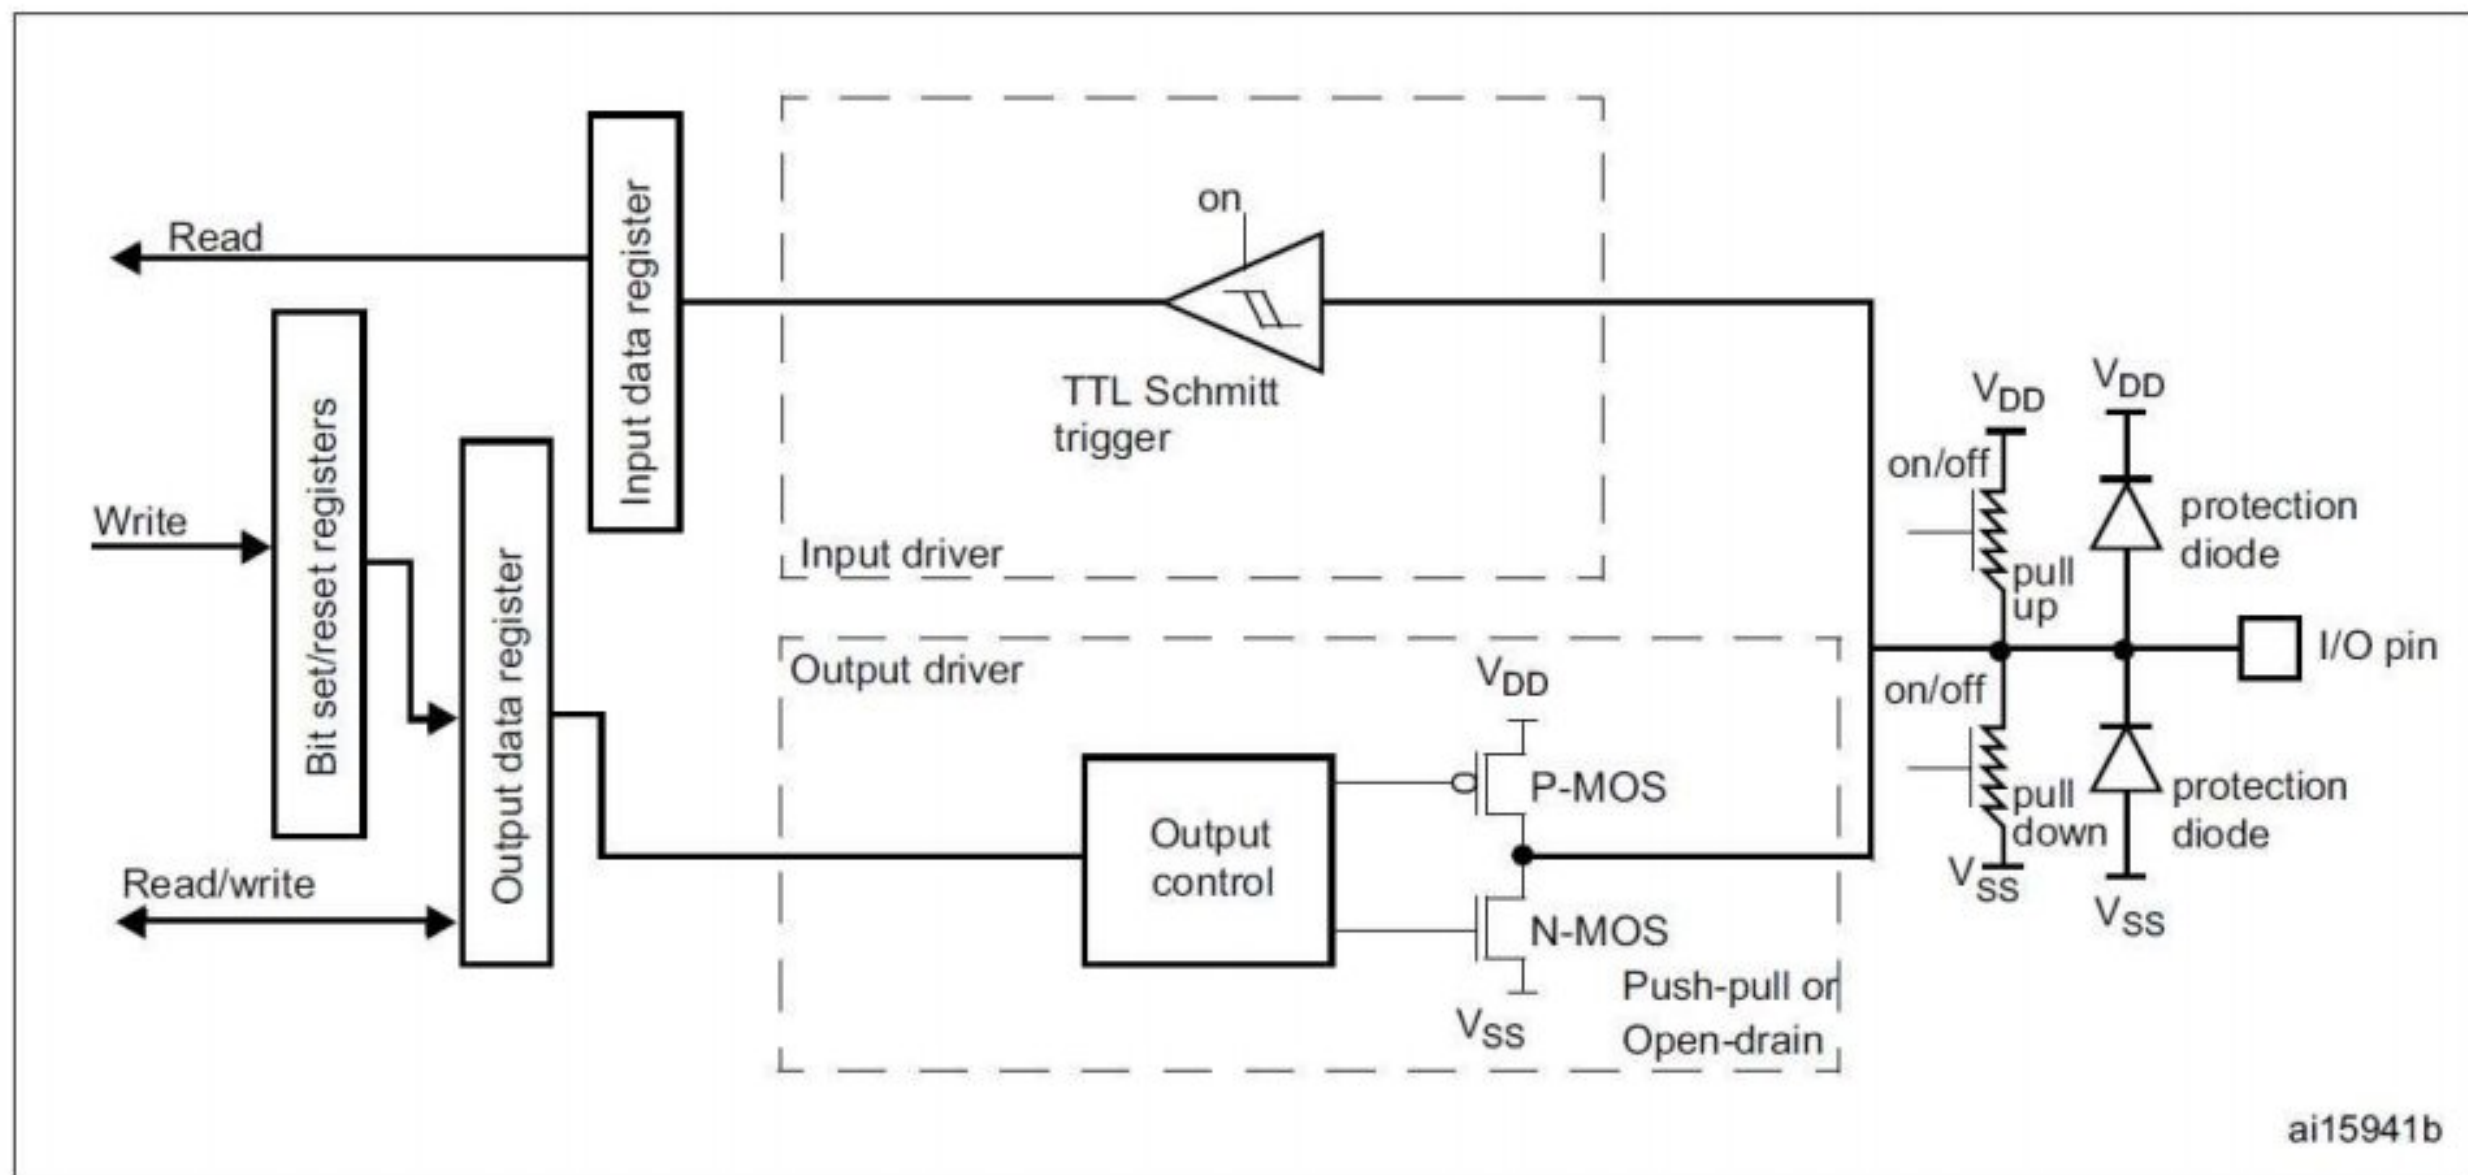 on
Read
Input data register
TTL Schmitt
trigger
Input driver
Write
Bit set/reset registers
Output data register
Read/write
Output driver
VDD
P-MOS
Output
control
N-MOS
VSS
Push-pull or
Open-drain
VDD
on/off
pull
up
VDD
protection
diode
I/O pin
on/off
pull
down
VSS
protection
diode
VSS
ai15941b